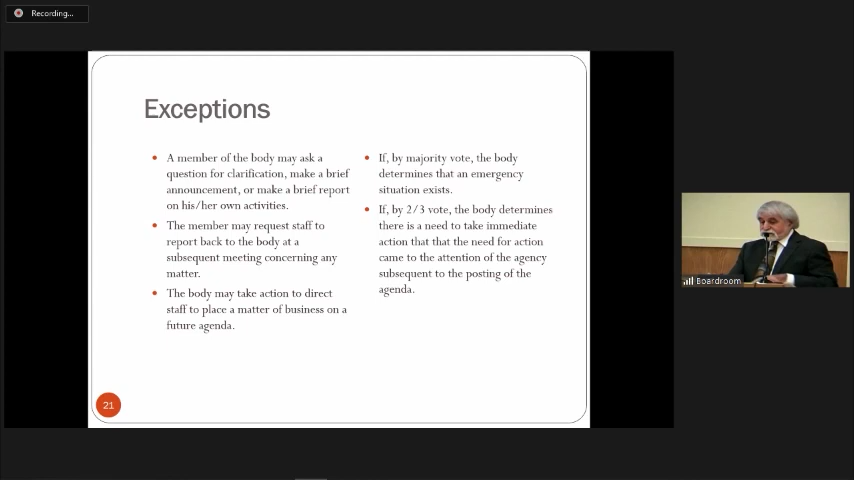 Recording...
Exceptions
A member of the body may ask a
question for clarification, make a brief
announcement, or make a brief report
on his/her own activities.
The member may request staff to
report back to the body at a
subsequent meeting concerning any
matter.
The body may take action to direct
staff to place a matter of business on a
future agenda.
If, by majority vote, the body
determines that an emergency
situation exists.
If, by 2/3 vote, the body determines
there is a need to take immediate
action that that the need for action
came to the attention of the agency
subsequent to the posting of the
agenda.
21
Boardroom